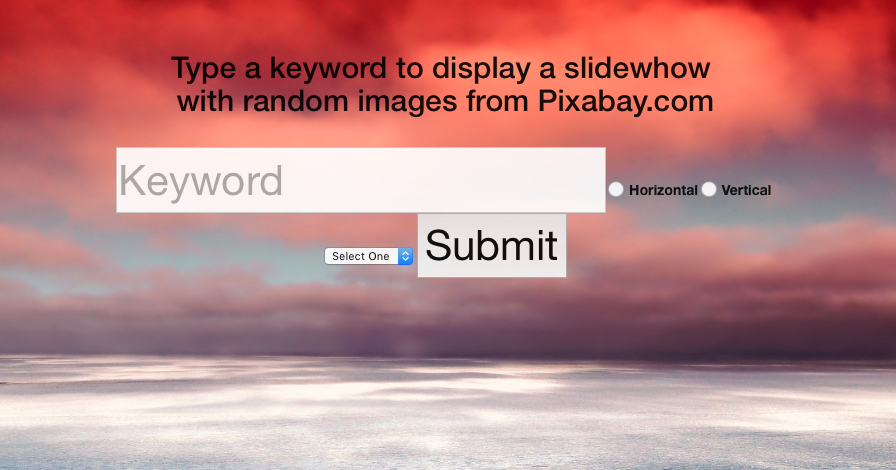 Type a keyword to display a slidewhow
with random images from Pixabay.com
Keyword
Horizontal Vertical
Select One
Submit